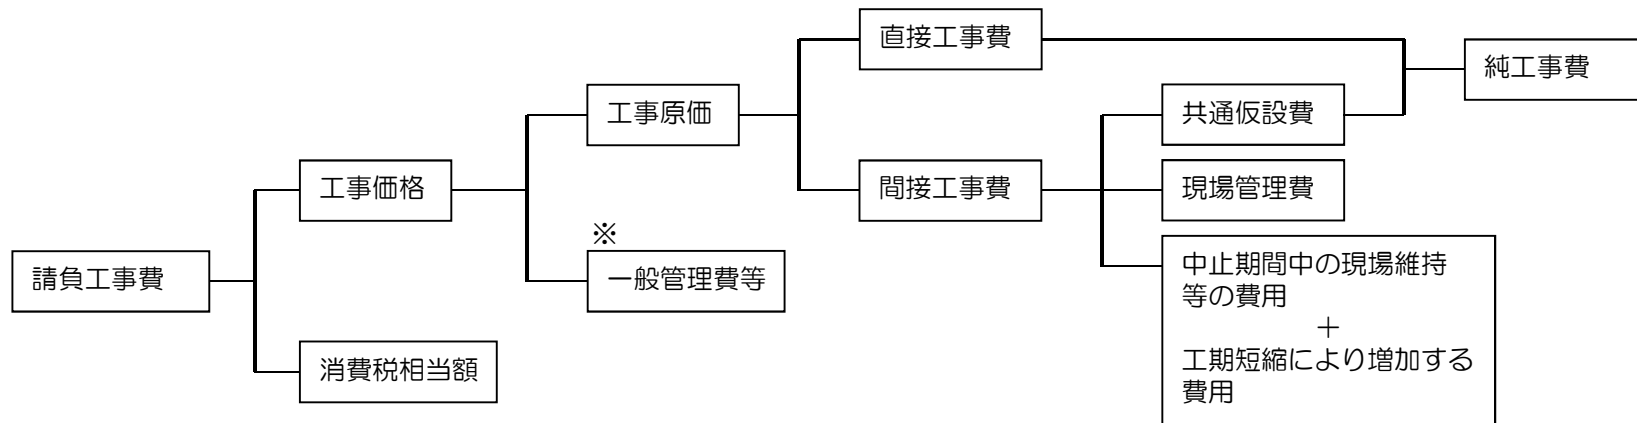 直接工事費
純工事費
工事原価
共通仮設費
工事価格
間接工事費
現場管理費
※
請負工事費
一般管理費等
中止期間中の現場維持
等の費用
＋
工期短縮により増加する
費用
消費税相当額